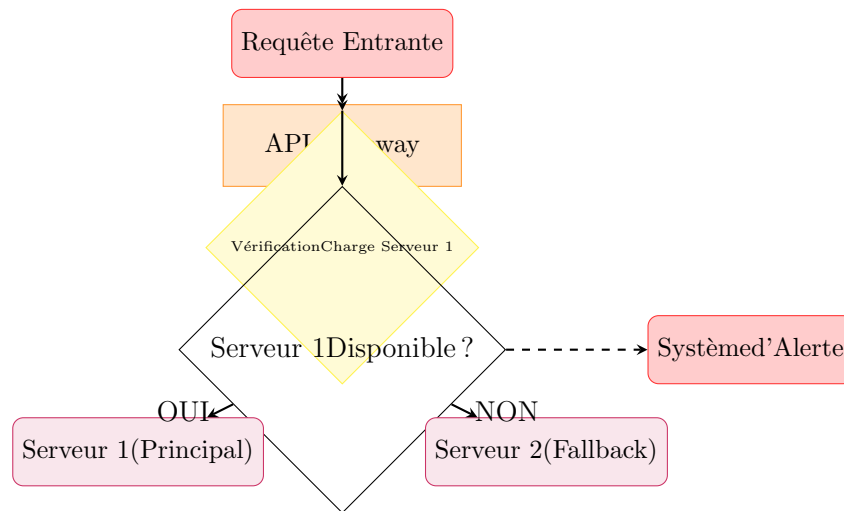 Requête Entrante
API way
VérificationCharge Serveur 1
Serveur 1Disponible ?
Systèmed'Alerte
OUI
NON
Serveur 1(Principal)
Serveur 2(Fallback)